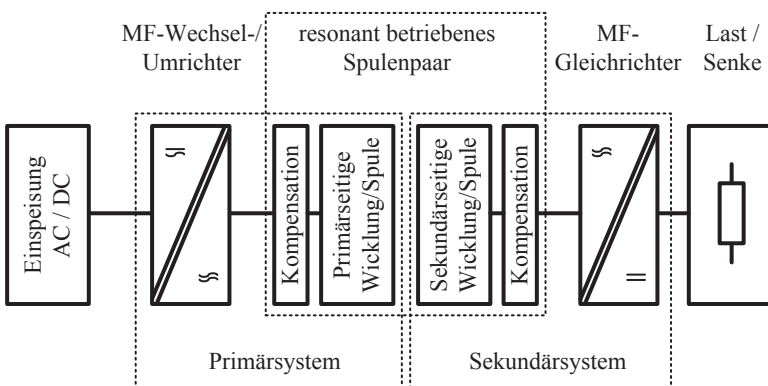 MF-Wechsel-/
Umrichter
resonant betriebenes
Spulenpaar
MF-
Gleichrichter
Last /
Senke
Einspeisung
AC / DC
Kompensation
Primärseitige
Wicklung/Spule
Sekundärseitige
Wicklung/Spule
Kompensation
Primärsystem
Sekundärsystem